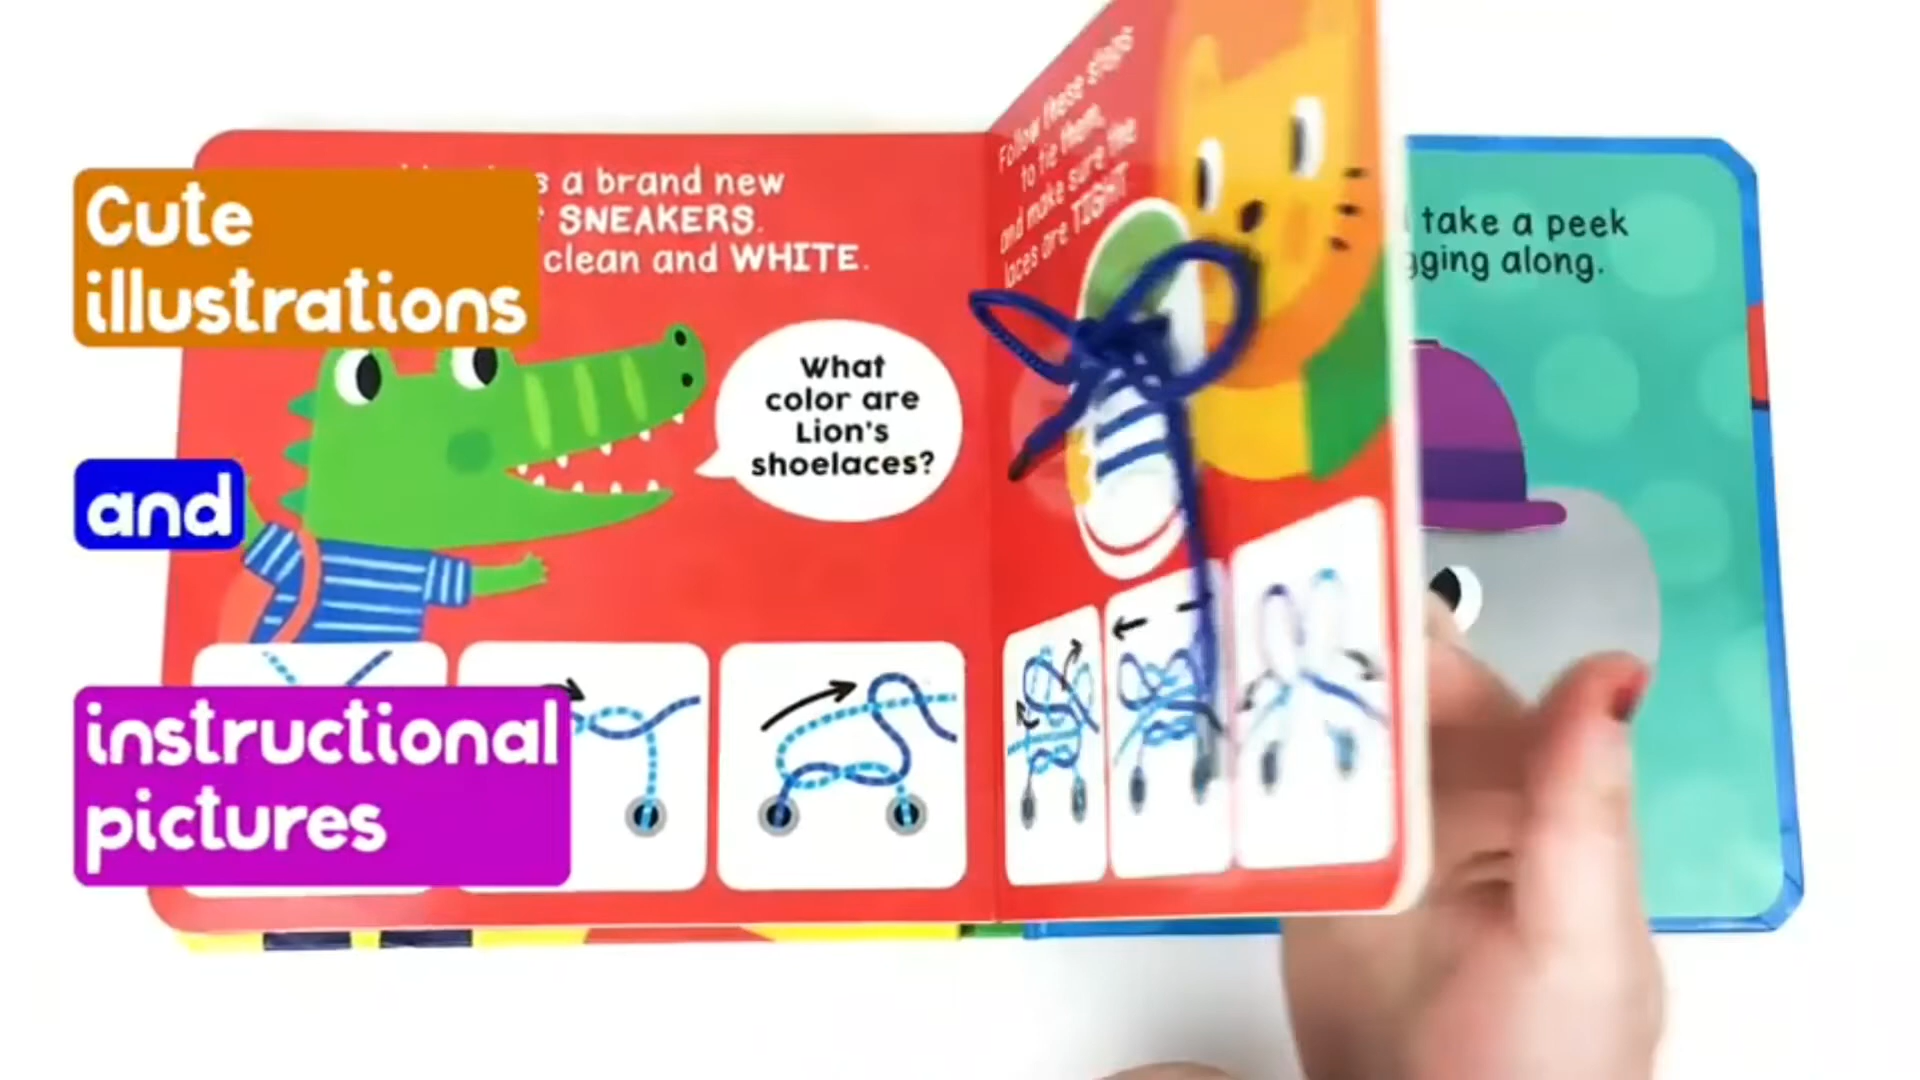 Cute
illustrations
and
instructional
pictures
s a brand new
SNEAKERS.
clean and WHITE.
What
color are
Lion's
shoelaces?
Follow these
to tie them,
and make sure the
laces are TIGHT
take a peek
gging along.